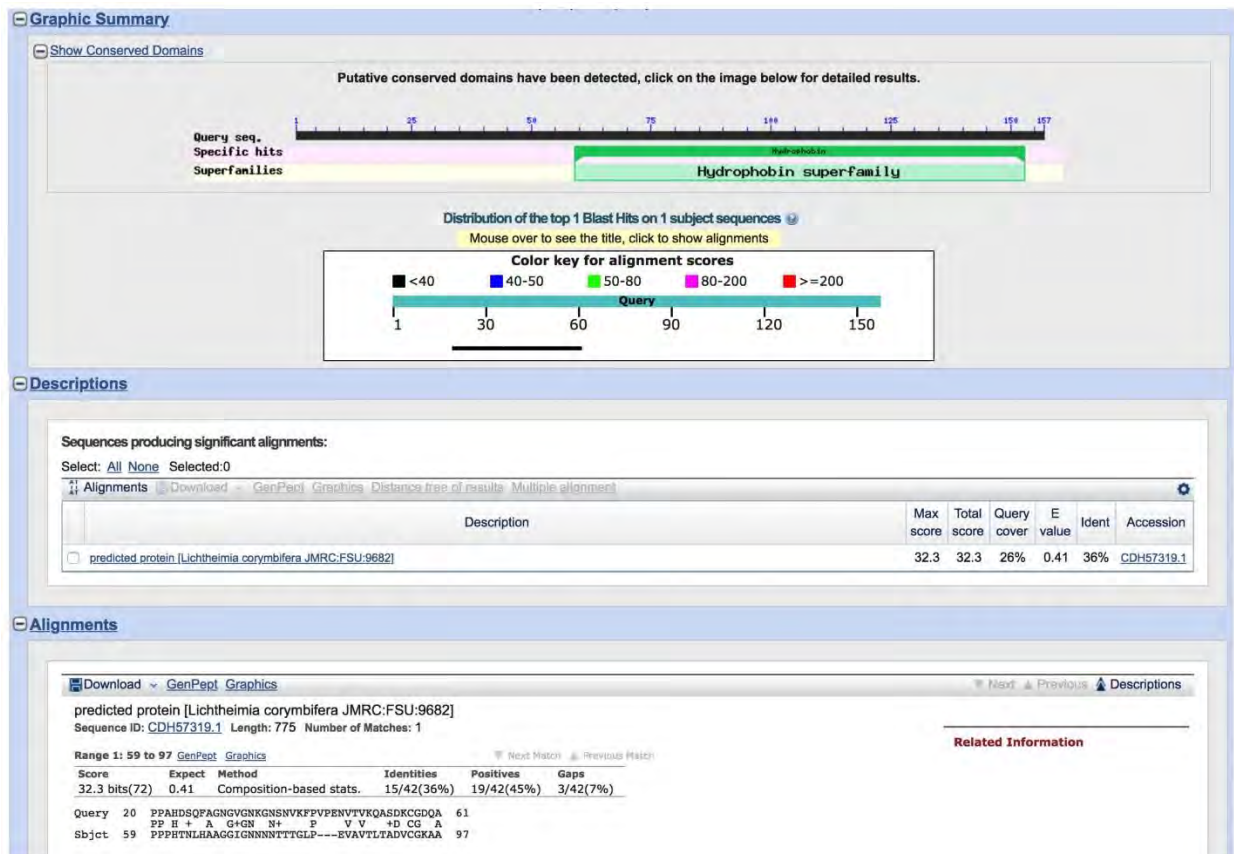 Graphic Summary
Show Conserved Domains
Putative conserved domains have been detected, click on the image below for detailed results.
1 25 50 75 100 125 150 157
Query seq.
Specific hits Hydrophobin
Superfamilies Hydrophobin superfamily
Distribution of the top 1 Blast Hits on 1 subject sequences
Mouse over to see the title, click to show alignments
Color key for alignment scores
<40 40-50 50-80 80-200 >=200
Query
1 30 60 90 120 150
Descriptions
Sequences producing significant alignments:
Select: All None Selected:0
Alignments Download GenPept Graphics Distance tree of results Multiple alignment
Description Max score Total score Query cover E value Ident Accession
predicted protein [Lichtheimia corymbifera JMRC:FSU:9682] 32.3 32.3 26% 0.41 36% CDH57319.1
Alignments
Download GenPept Graphics Next Previous Descriptions
predicted protein [Lichtheimia corymbifera JMRC:FSU:9682]
Sequence ID: CDH57319.1 Length: 775 Number of Matches: 1
Related Information
Range 1: 59 to 97 GenPept Graphics Next Match Previous Match
Score Expect Method Identities Positives Gaps
32.3 bits(72) 0.41 Composition-based stats. 15/42(36%) 19/42(45%) 3/42(7%)
Query 20 PPAHDSQFAGNGVGNKGNSNVKFPVPENVTVKQASDKCGDQA 61
PP H + A G+GN N+ P V V +D CG A
Sbjct 59 PPPHTNLHAAGGIGNNNNTTTGLP---EVAVTLTADVCGKAA 97